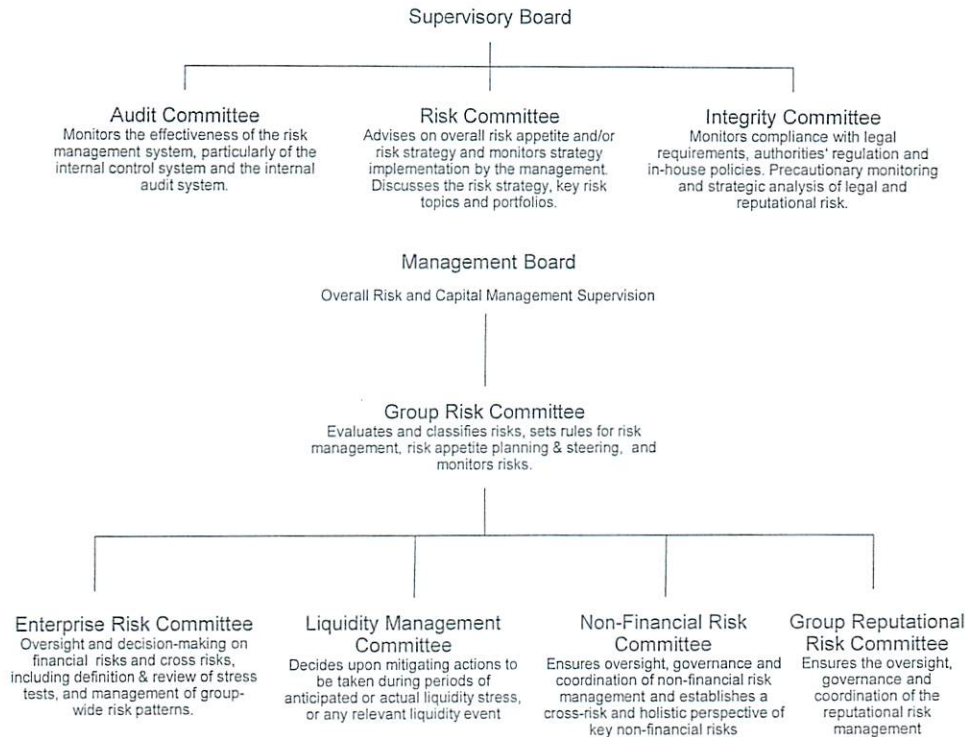 Supervisory Board
Audit Committee
Monitors the effectiveness of the risk
management system, particularly of the
internal control system and the internal
audit system.
Risk Committee
Advises on overall risk appetite and/or
risk strategy and monitors strategy
implementation by the management.
Discusses the risk strategy, key risk
topics and portfolios.
Integrity Committee
Monitors compliance with legal
requirements, authorities' regulation and
in-house policies. Precautionary monitoring
and strategic analysis of legal and
reputational risk.
Management Board
Overall Risk and Capital Management Supervision
Group Risk Committee
Evaluates and classifies risks, sets rules for risk
management, risk appetite planning & steering, and
monitors risks.
Enterprise Risk Committee
Oversight and decision-making on
financial risks and cross risks,
including definition & review of stress
tests, and management of group-
wide risk patterns.
Liquidity Management
Committee
Decides upon mitigating actions to
be taken during periods of
anticipated or actual liquidity stress,
or any relevant liquidity event
Non-Financial Risk
Committee
Ensures oversight, governance and
coordination of non-financial risk
management and establishes a
cross-risk and holistic perspective of
key non-financial risks
Group Reputational
Risk Committee
Ensures the oversight,
governance and
coordination of the
reputational risk
management